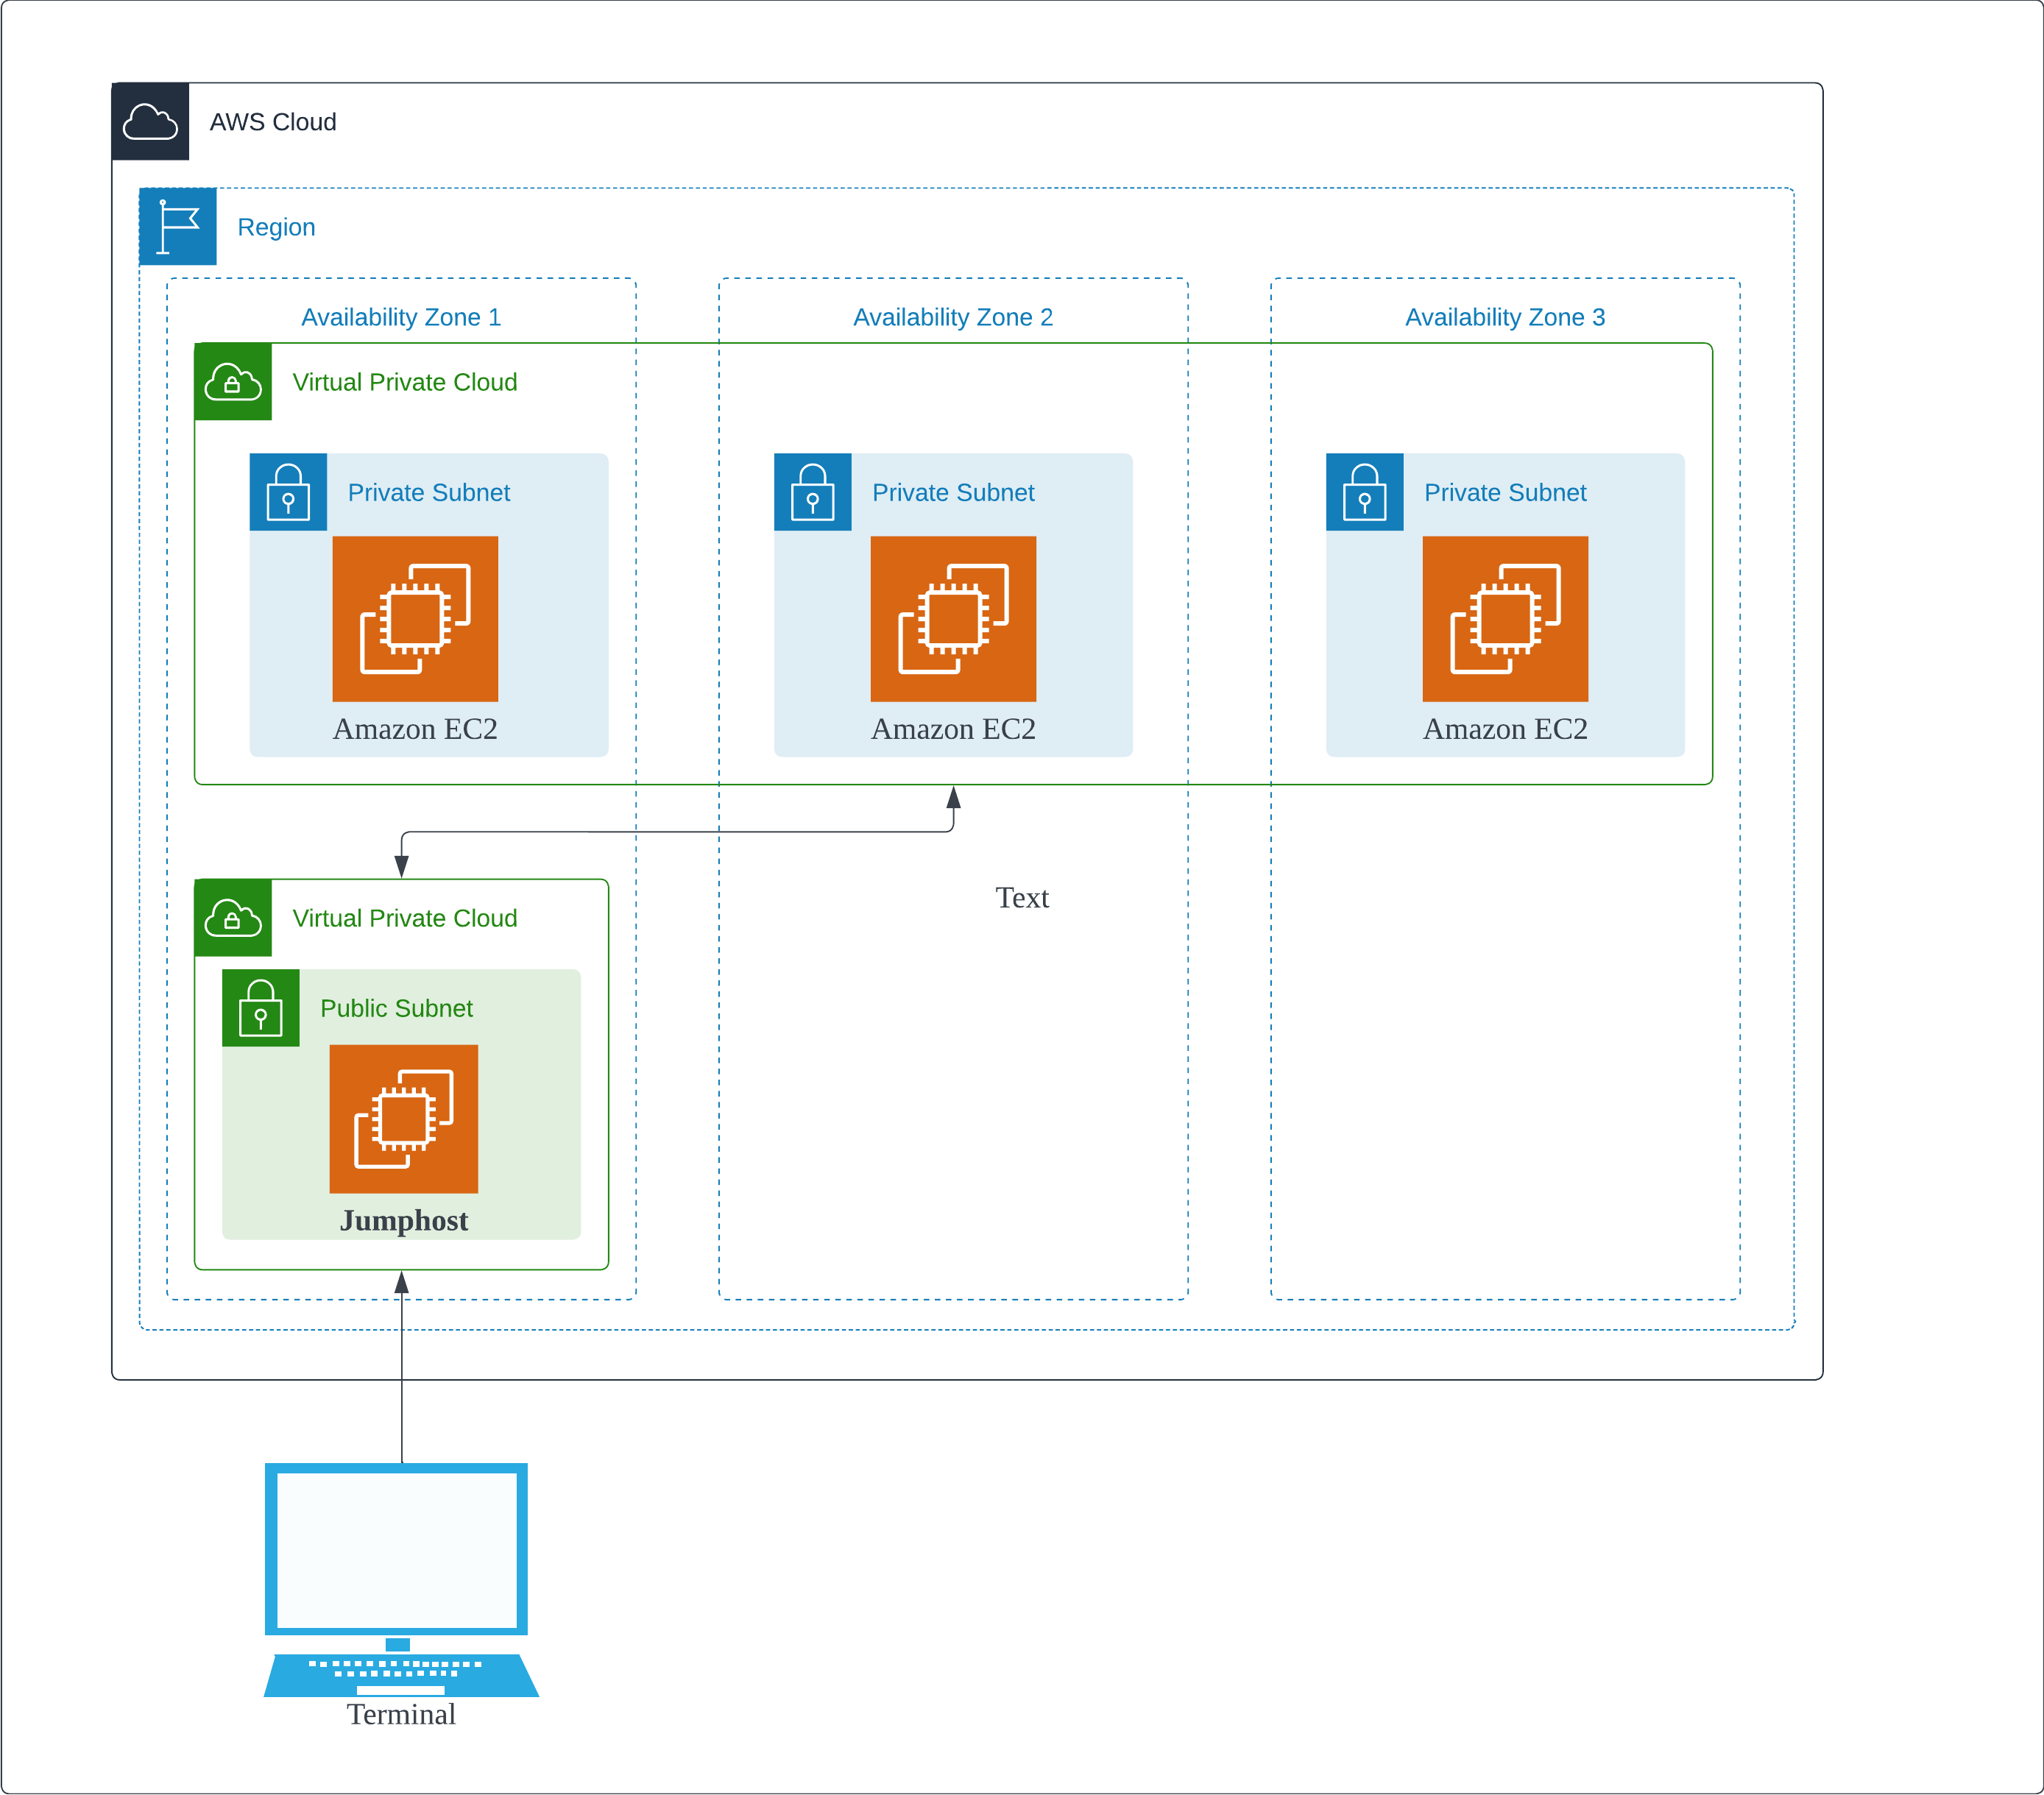 AWS Cloud
Region
Availability Zone 1
Availability Zone 2
Availability Zone 3
Virtual Private Cloud
Private Subnet
Private Subnet
Private Subnet
Amazon EC2
Amazon EC2
Amazon EC2
Text
Virtual Private Cloud
Public Subnet
Jumphost
Terminal